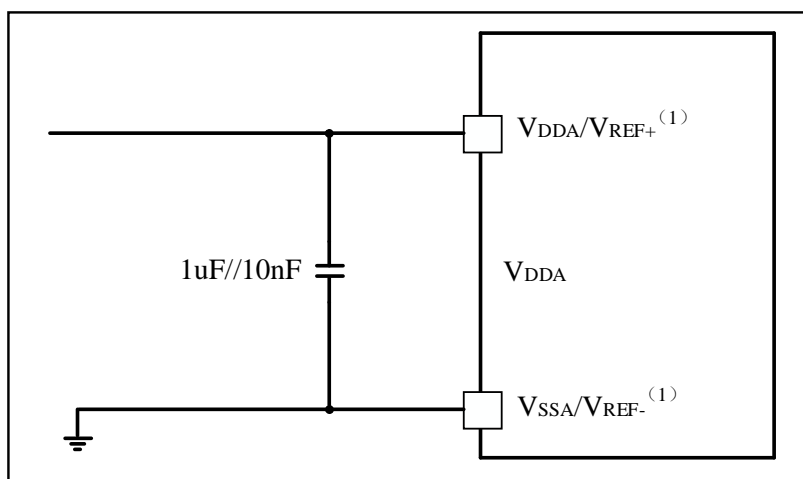 VDDA/VREF+（1）
1uF//10nF
VDDA
VSSA/VREF-（1）